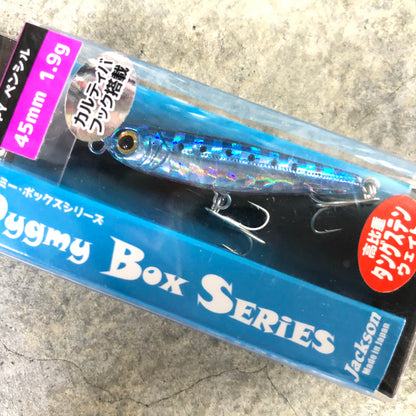 ペンシル
45mm 1.9g
カルティバ
フック搭載
ミー・ボックスシリーズ
Pygmy Box SERiES
高比重
タングステン
ウェイト
Jackson
Made in Japan